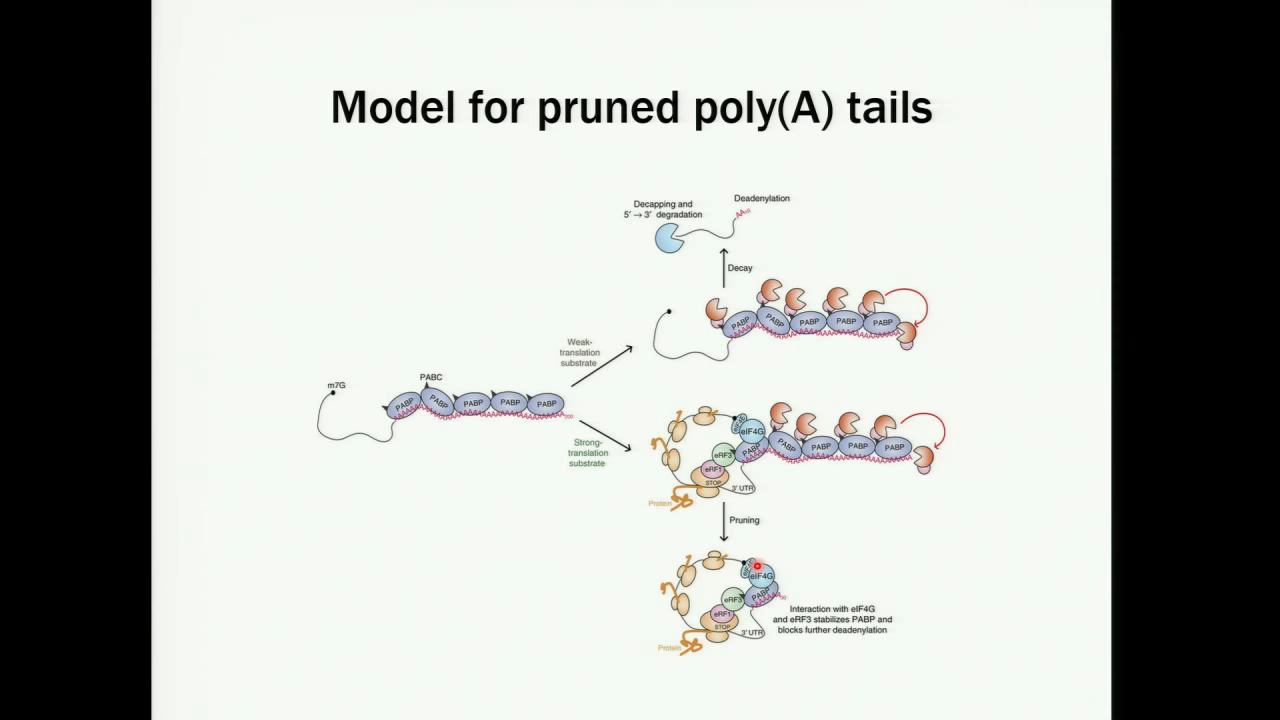 Model for pruned poly(A) tails
Decapping and
5' → 3' degradation
Deadenylation
Decay
PABP PABP PABP PABP PABP
Weak-
translation
substrate
m7G
PABC
PABP PABP PABP PABP PABP
200
Strong-
translation
substrate
eIF4E
eIF4G
PABP PABP PABP PABP PABP
eRF3
eRF1
STOP
3' UTR
Protein
Pruning
eIF4G
PABP
eRF3
eRF1
STOP
3' UTR
Protein
Interaction with eIF4G
and eRF3 stabilizes PABP and
blocks further deadenylation